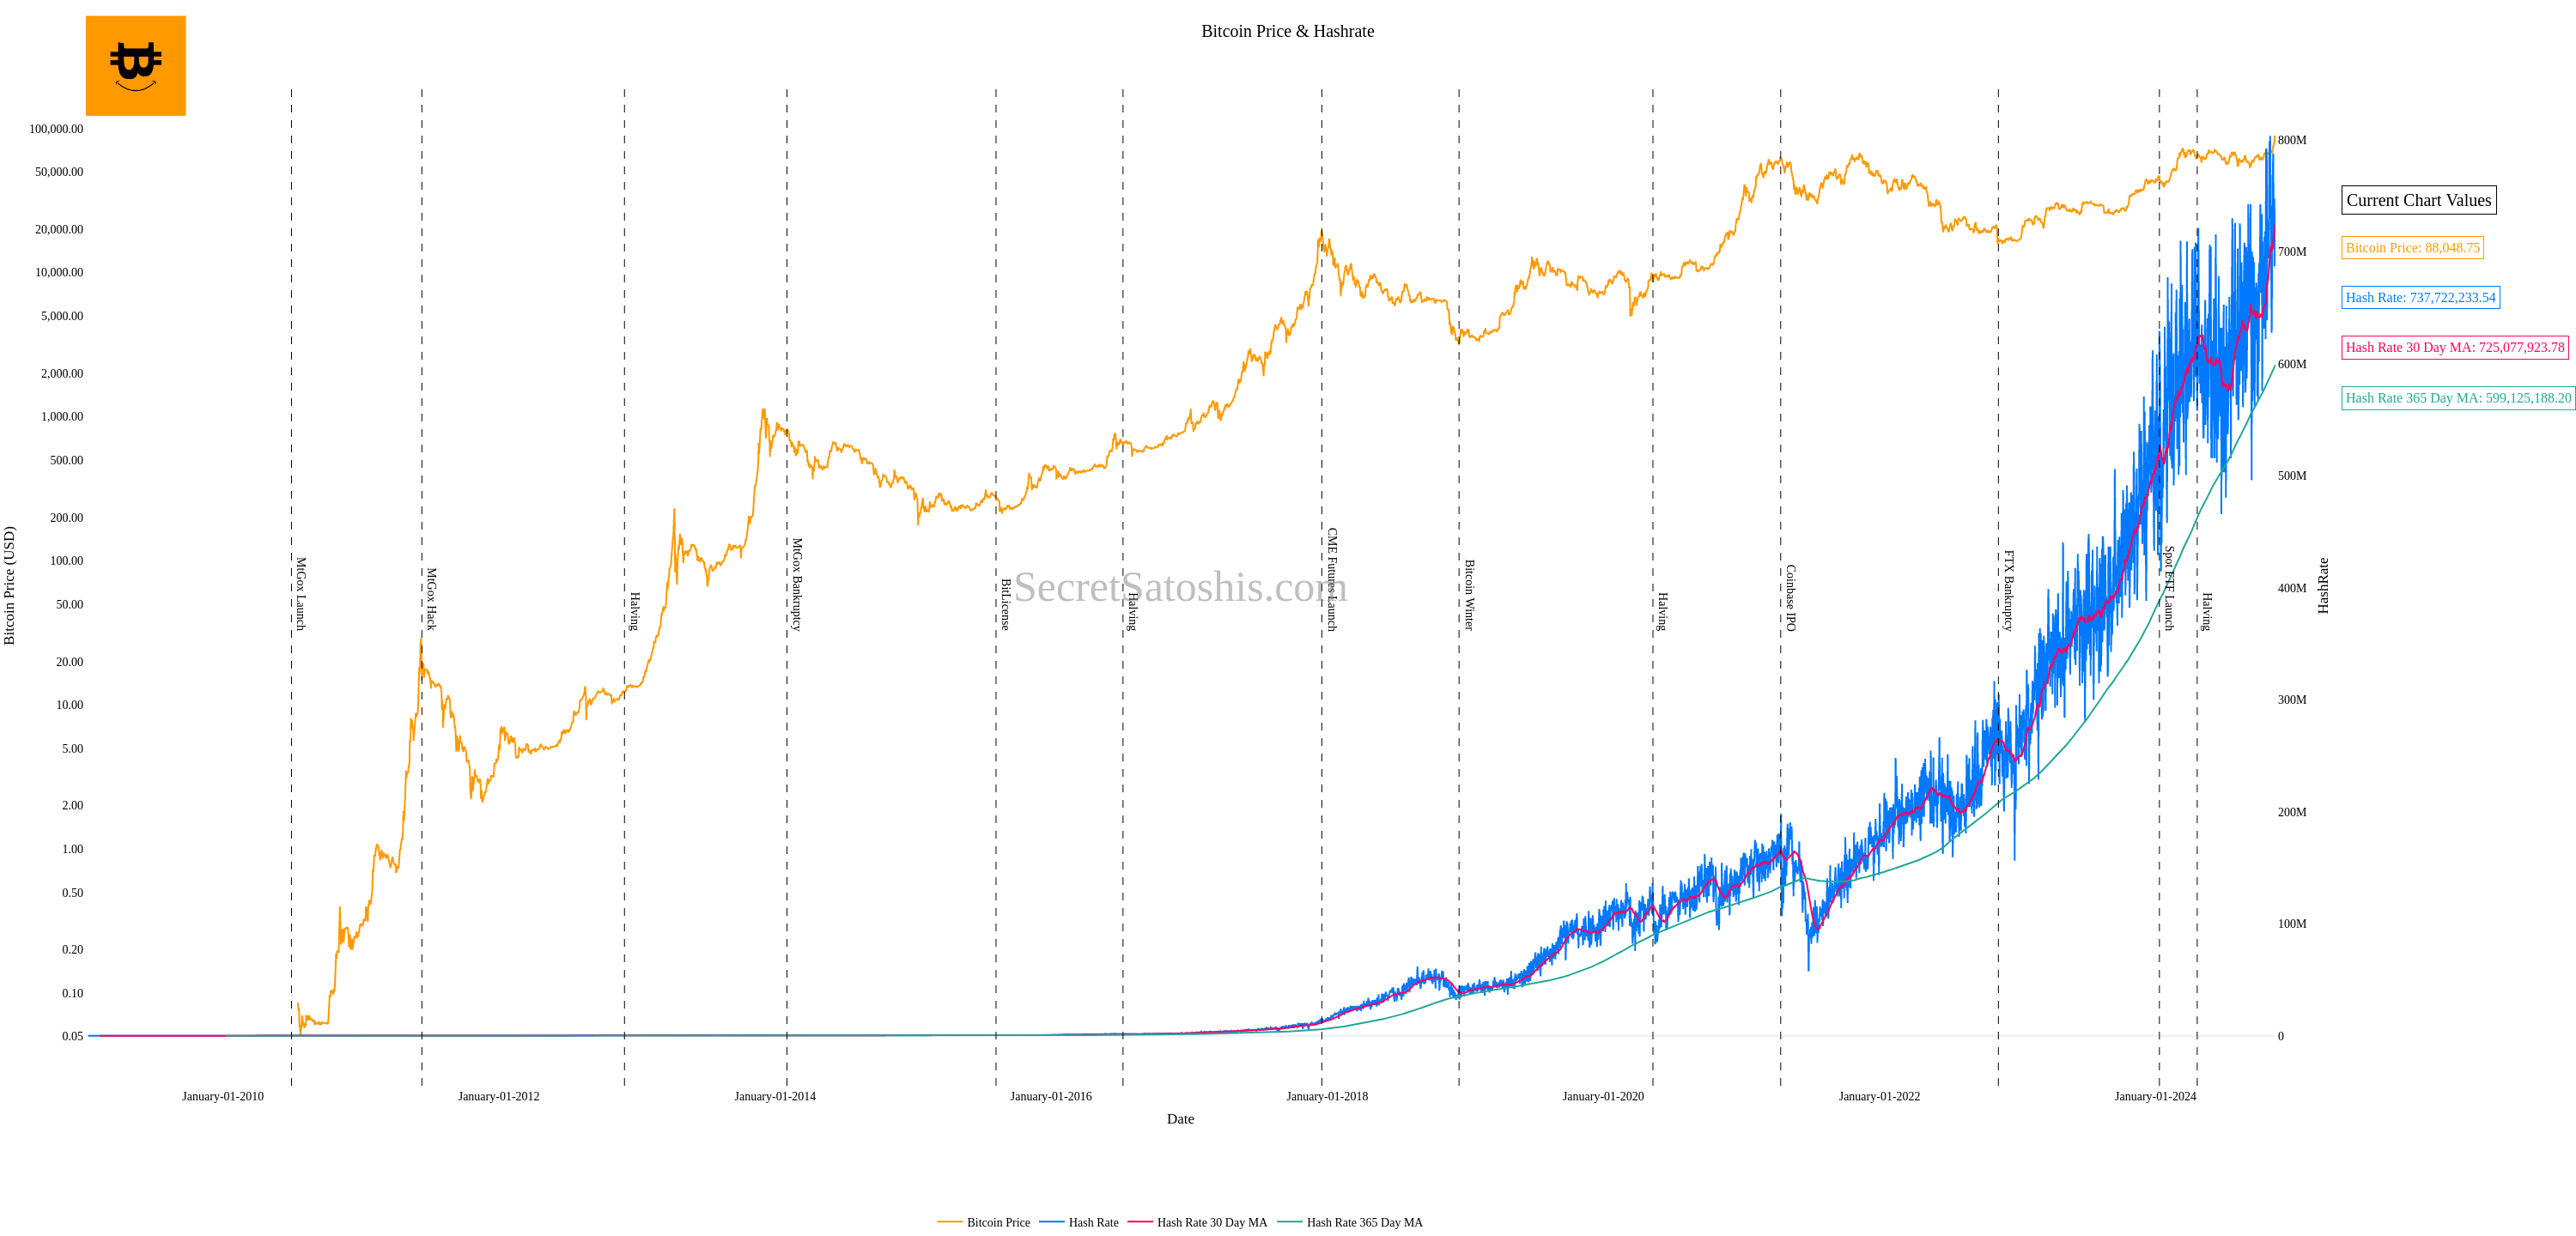 Bitcoin Price & Hashrate
100,000.00
50,000.00
20,000.00
10,000.00
5,000.00
2,000.00
1,000.00
500.00
200.00
100.00
50.00
20.00
10.00
5.00
2.00
1.00
0.50
0.20
0.10
0.05
Bitcoin Price (USD)
MtGox Launch
MtGox Hack
Halving
MtGox Bankruptcy
BitLicense
Halving
CME Futures Launch
Bitcoin Winter
Halving
Coinbase IPO
FTX Bankruptcy
Spot ETF Launch
Halving
SecretSatoshis.com
800M
700M
600M
500M
400M
300M
200M
100M
0
HashRate
Current Chart Values
Bitcoin Price: 88,048.75
Hash Rate: 737,722,233.54
Hash Rate 30 Day MA: 725,077,923.78
Hash Rate 365 Day MA: 599,125,188.20
January-01-2010
January-01-2012
January-01-2014
January-01-2016
January-01-2018
January-01-2020
January-01-2022
January-01-2024
Date
Bitcoin Price
Hash Rate
Hash Rate 30 Day MA
Hash Rate 365 Day MA